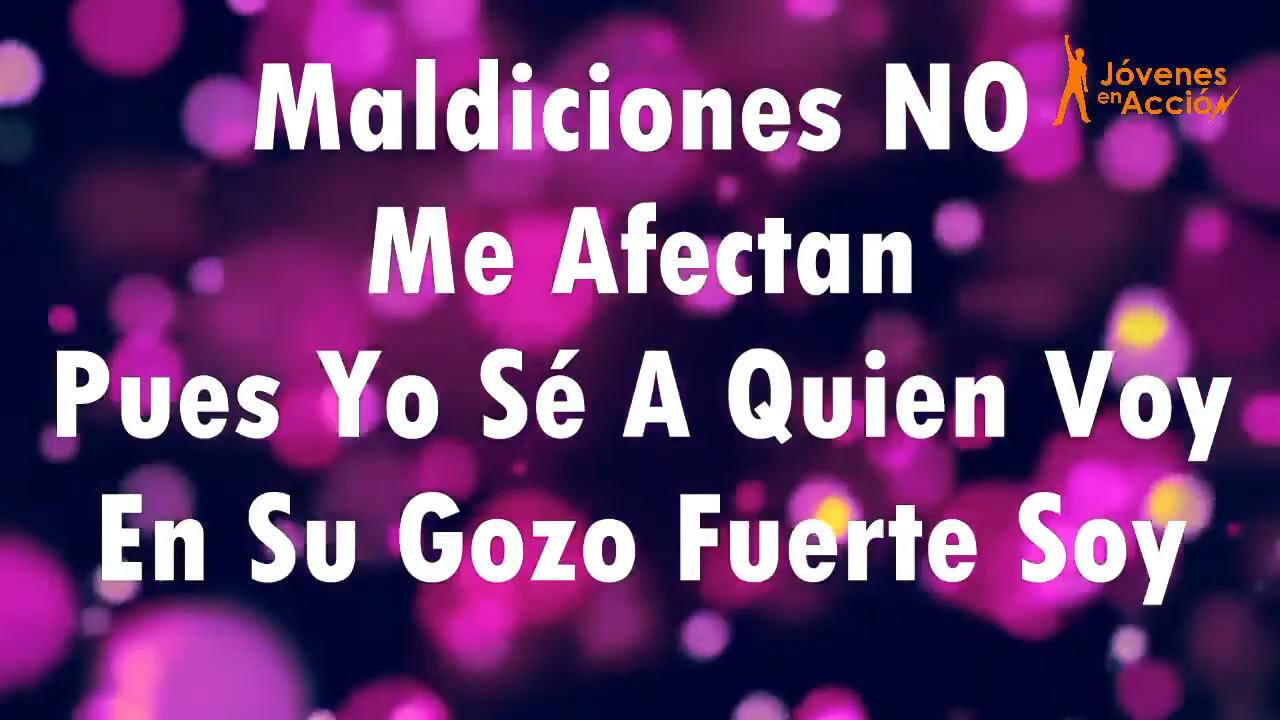 Jóvenes
en Acción
Maldiciones NO
Me Afectan
Pues Yo Sé A Quien Voy
En Su Gozo Fuerte Soy